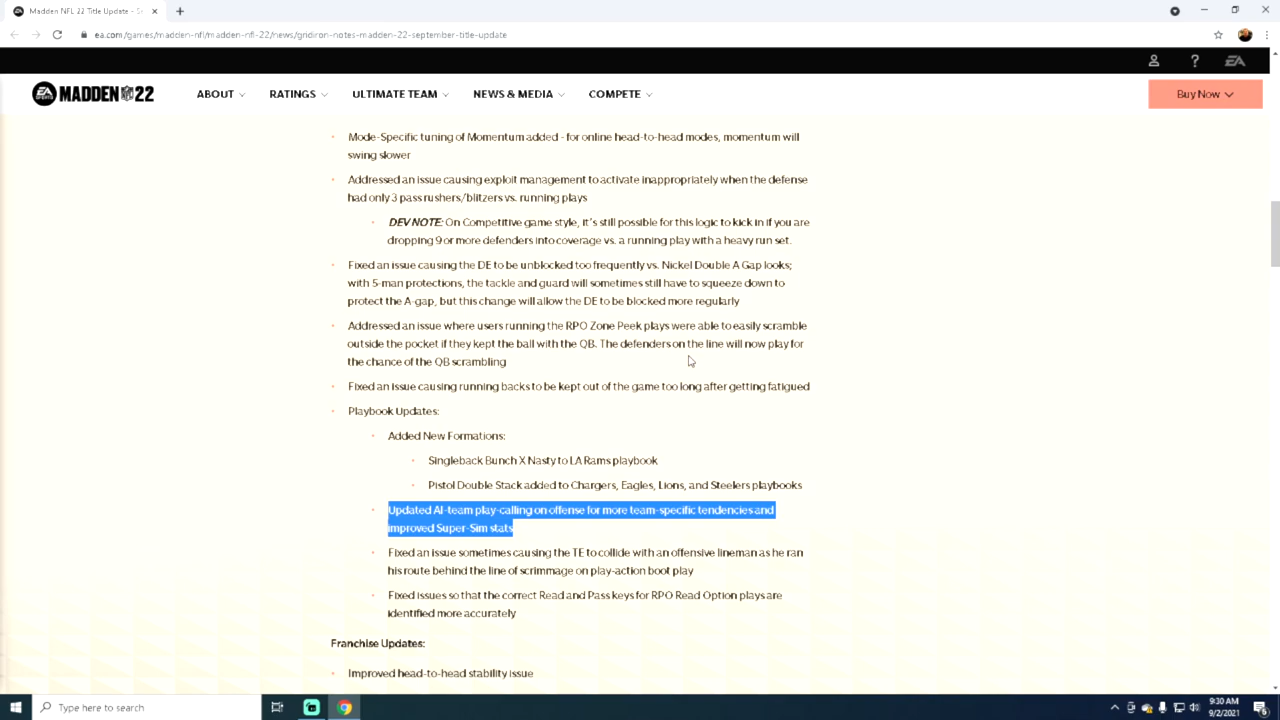 Madden NFL 22 Title Update - S
ea.com/games/madden-nfl/madden-nfl-22/news/gridiron-notes-madden-22-september-title-update
EA
EA SPORTS MADDEN NFL 22
ABOUT
RATINGS
ULTIMATE TEAM
NEWS & MEDIA
COMPETE
Buy Now
Mode-Specific tuning of Momentum added - for online head-to-head modes, momentum will
swing slower
Addressed an issue causing exploit management to activate inappropriately when the defense
had only 3 pass rushers/blitzers vs. running plays
DEV NOTE: On Competitive game style, it's still possible for this logic to kick in if you are
dropping 9 or more defenders into coverage vs. a running play with a heavy run set.
Fixed an issue causing the DE to be unblocked too frequently vs. Nickel Double A Gap looks;
with 5-man protections, the tackle and guard will sometimes still have to squeeze down to
protect the A-gap, but this change will allow the DE to be blocked more regularly
Addressed an issue where users running the RPO Zone Peek plays were able to easily scramble
outside the pocket if they kept the ball with the QB. The defenders on the line will now play for
the chance of the QB scrambling
Fixed an issue causing running backs to be kept out of the game too long after getting fatigued
Playbook Updates:
Added New Formations:
Singleback Bunch X Nasty to LA Rams playbook
Pistol Double Stack added to Chargers, Eagles, Lions, and Steelers playbooks
Updated AI-team play-calling on offense for more team-specific tendencies and
improved Super-Sim stats
Fixed an issue sometimes causing the TE to collide with an offensive lineman as he ran
his route behind the line of scrimmage on play-action boot play
Fixed issues so that the correct Read and Pass keys for RPO Read Option plays are
identified more accurately
Franchise Updates:
Improved head-to-head stability issue
Type here to search
9:30 AM
9/2/2021